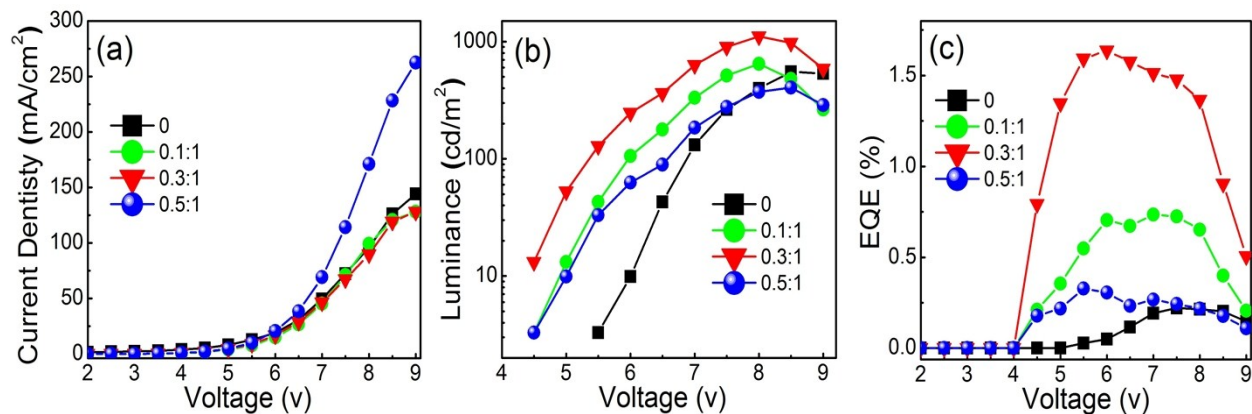 (a)
Current Dentisty (mA/cm²)
300
250
200
150
100
50
0
0
0.1:1
0.3:1
0.5:1
2 3 4 5 6 7 8 9
Voltage (v)
(b)
Luminance (cd/m²)
1000
100
10
0
0.1:1
0.3:1
0.5:1
4 5 6 7 8 9
Voltage (v)
(c)
EQE (%)
1.5
1.0
0.5
0.0
0
0.1:1
0.3:1
0.5:1
2 3 4 5 6 7 8 9
Voltage (v)